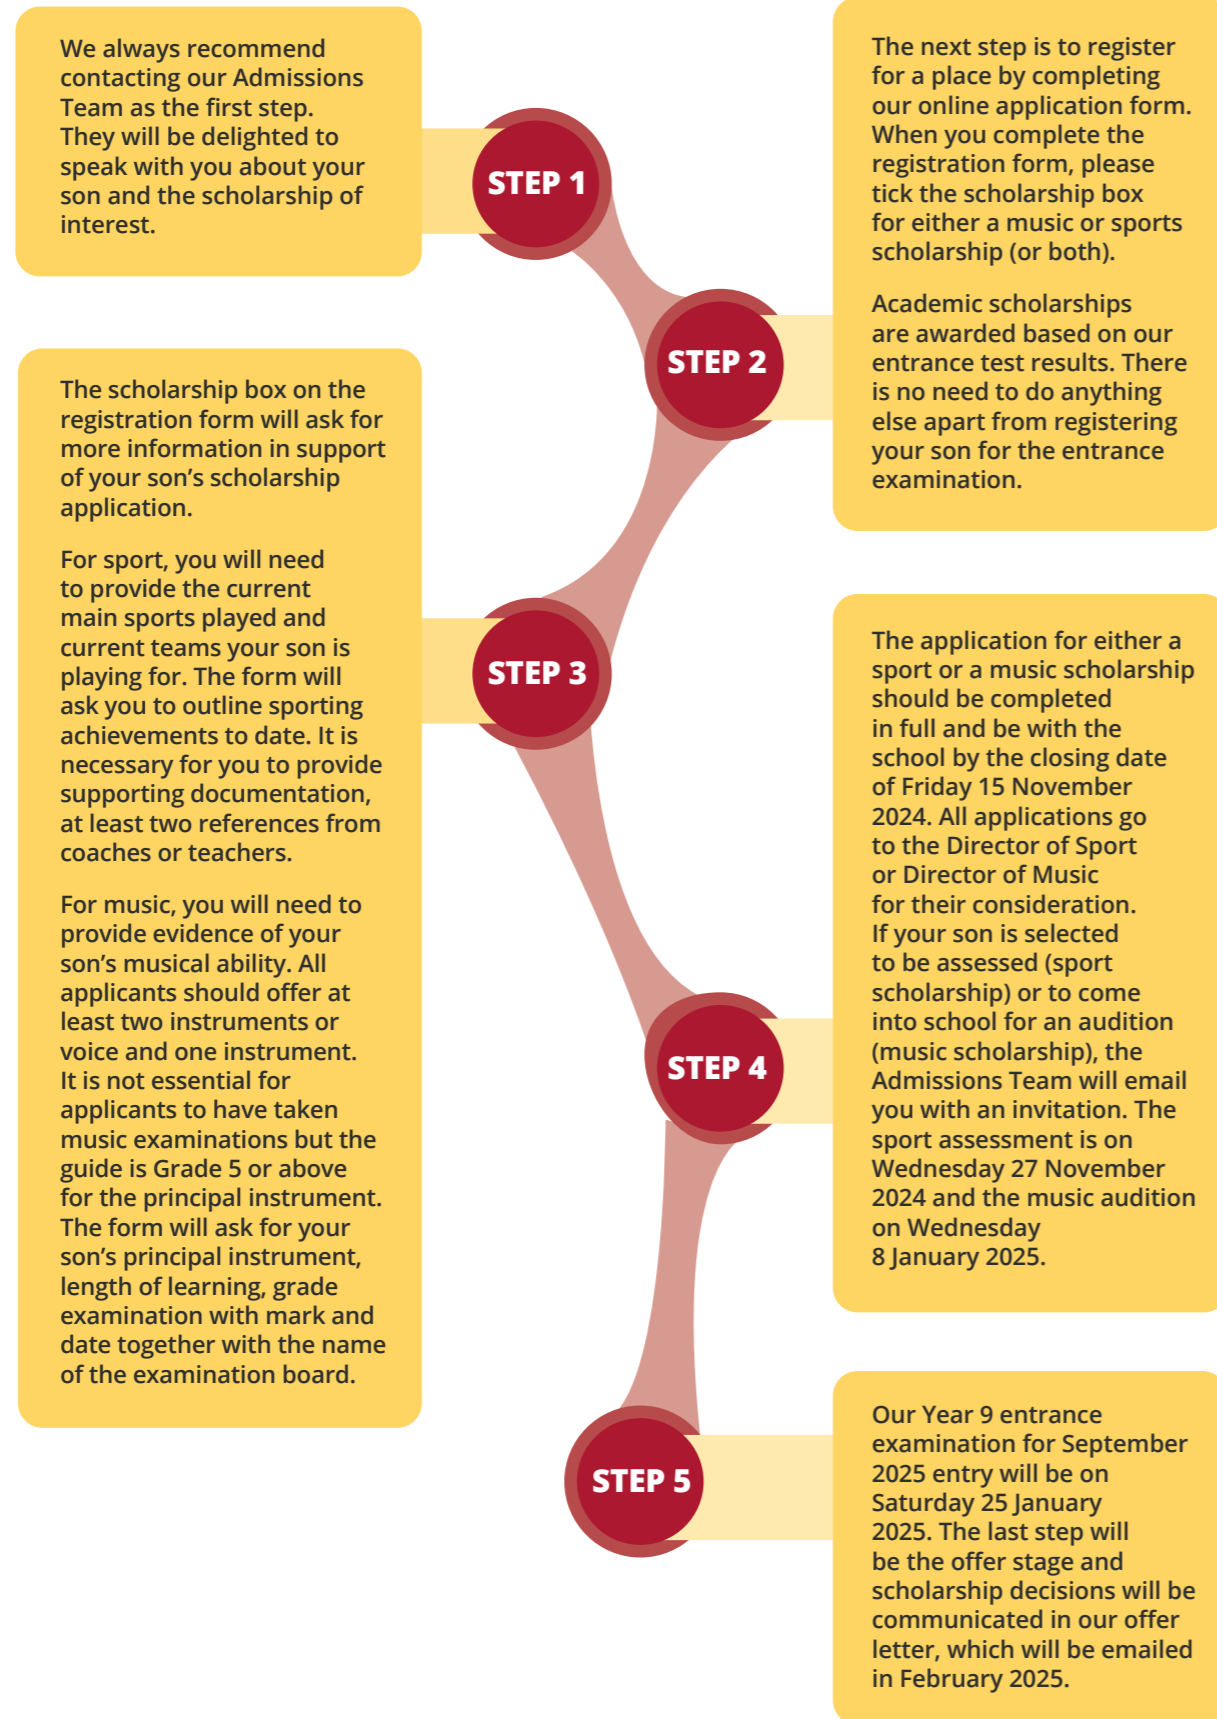 We always recommend
contacting our Admissions
Team as the first step.
They will be delighted to
speak with you about your
son and the scholarship of
interest.
STEP 1
The next step is to register
for a place by completing
our online application form.
When you complete the
registration form, please
tick the scholarship box
for either a music or sports
scholarship (or both).
Academic scholarships
are awarded based on our
entrance test results. There
is no need to do anything
else apart from registering
your son for the entrance
examination.
STEP 2
The scholarship box on the
registration form will ask for
more information in support
of your son’s scholarship
application.
For sport, you will need
to provide the current
main sports played and
current teams your son is
playing for. The form will
ask you to outline sporting
achievements to date. It is
necessary for you to provide
supporting documentation,
at least two references from
coaches or teachers.
For music, you will need to
provide evidence of your
son’s musical ability. All
applicants should offer at
least two instruments or
voice and one instrument.
It is not essential for
applicants to have taken
music examinations but the
guide is Grade 5 or above
for the principal instrument.
The form will ask for your
son’s principal instrument,
length of learning, grade
examination with mark and
date together with the name
of the examination board.
STEP 3
The application for either a
sport or a music scholarship
should be completed
in full and be with the
school by the closing date
of Friday 15 November
2024. All applications go
to the Director of Sport
or Director of Music
for their consideration.
If your son is selected
to be assessed (sport
scholarship) or to come
into school for an audition
(music scholarship), the
Admissions Team will email
you with an invitation. The
sport assessment is on
Wednesday 27 November
2024 and the music audition
on Wednesday
8 January 2025.
STEP 4
Our Year 9 entrance
examination for September
2025 entry will be on
Saturday 25 January
2025. The last step will
be the offer stage and
scholarship decisions will be
communicated in our offer
letter, which will be emailed
in February 2025.
STEP 5